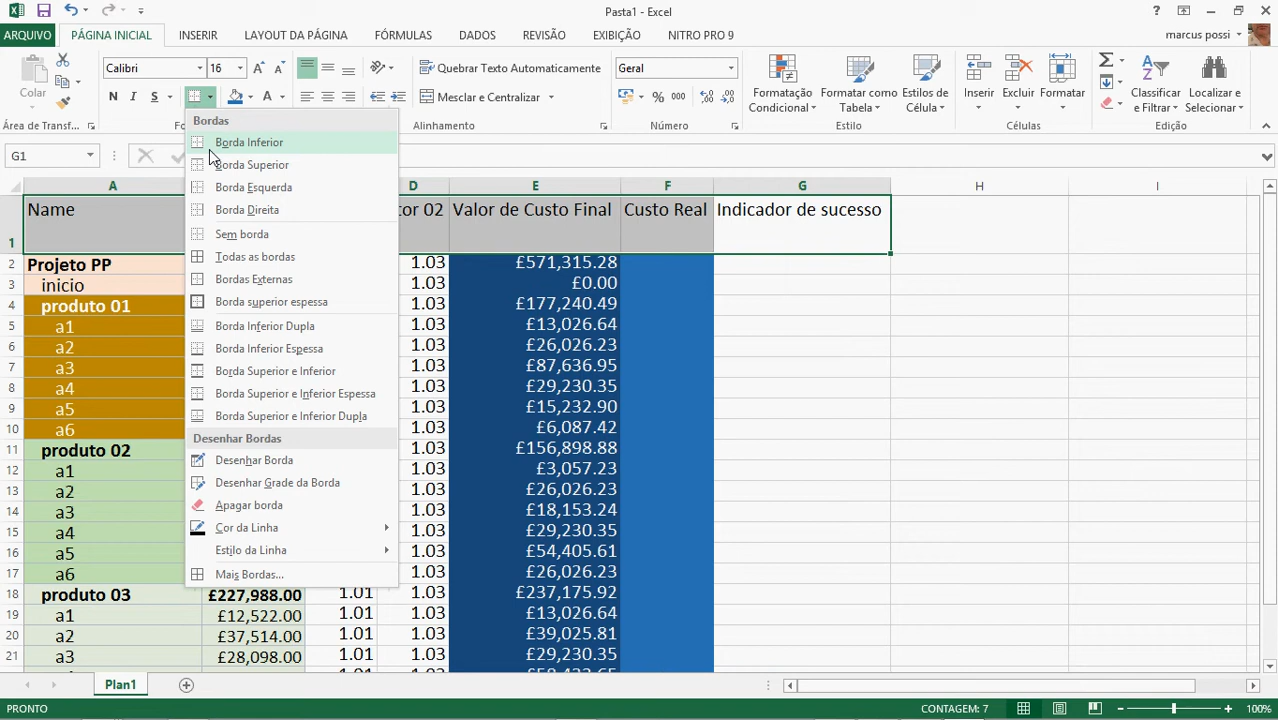 Pasta1 - Excel
?
ARQUIVO PÁGINA INICIAL INSERIR LAYOUT DA PÁGINA FÓRMULAS DADOS REVISÃO EXIBIÇÃO NITRO PRO 9 marcus possi
Colar
Calibri 16
N I S
Quebrar Texto Automaticamente
Mesclar e Centralizar
Geral
%
Formatação Condicional
Formatar como Tabela
Estilos de Célula
Inserir
Excluir
Formatar
Classificar e Filtrar
Localizar e Selecionar
Área de Transf...
Alinhamento
Estilo
Células
Edição
G1
Bordas
Borda Inferior
Borda Superior
Borda Esquerda
Borda Direita
Sem borda
Todas as bordas
Bordas Externas
Borda superior espessa
Borda Inferior Dupla
Borda Inferior Espessa
Borda Superior e Inferior
Borda Superior e Inferior Espessa
Borda Superior e Inferior Dupla
Desenhar Bordas
Desenhar Borda
Desenhar Grade da Borda
Apagar borda
Cor da Linha
Estilo da Linha
Mais Bordas...
A D E F G H I
1 Name tor 02 Valor de Custo Final Custo Real Indicador de sucesso
2 Projeto PP 1.03 £571,315.28
3 inicio 1.03 £0.00
4 produto 01 1.03 £177,240.49
5 a1 1.03 £13,026.64
6 a2 1.03 £26,026.23
7 a3 1.03 £87,636.95
8 a4 1.03 £29,230.35
9 a5 1.03 £15,232.90
10 a6 1.03 £6,087.42
11 produto 02 1.03 £156,898.88
12 a1 1.03 £3,057.23
13 a2 1.03 £26,026.23
14 a3 1.03 £18,153.24
15 a4 1.03 £29,230.35
16 a5 1.03 £54,405.61
17 a6 1.03 £26,026.23
18 produto 03 £227,988.00 1.01 1.03 £237,175.92
19 a1 £12,522.00 1.01 1.03 £13,026.64
20 a2 £37,514.00 1.01 1.03 £39,025.81
21 a3 £28,098.00 1.01 1.03 £29,230.35
Plan1
PRONTO CONTAGEM: 7 100%